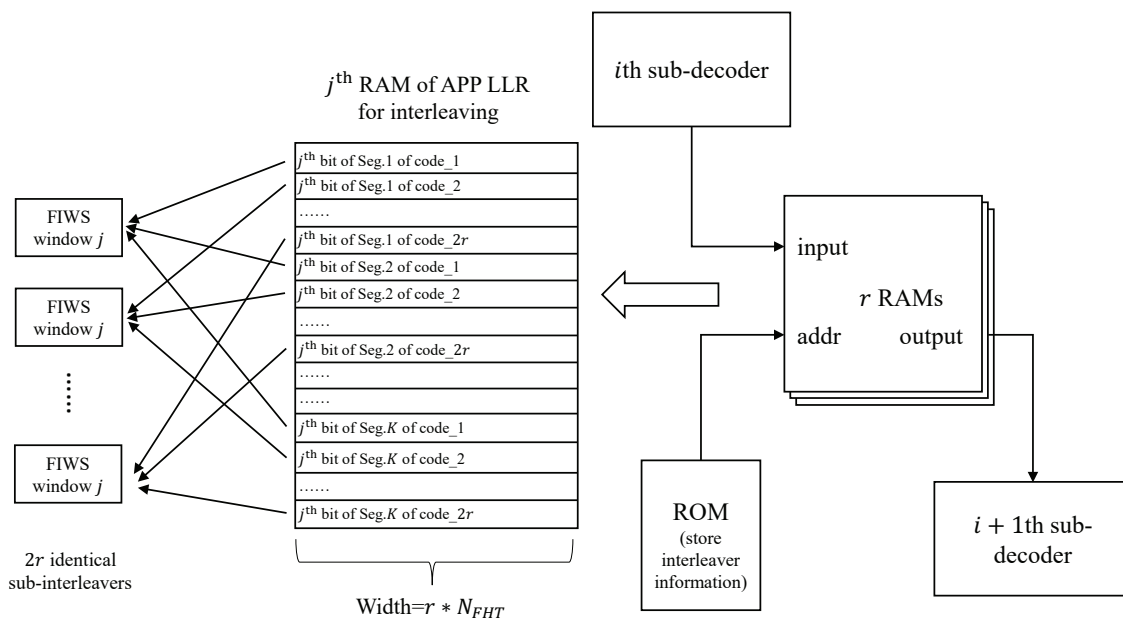 ith sub-decoder
jth RAM of APP LLR
for interleaving
jth bit of Seg.1 of code_1
jth bit of Seg.1 of code_2
......
jth bit of Seg.1 of code_2r
jth bit of Seg.2 of code_1
jth bit of Seg.2 of code_2
......
jth bit of Seg.2 of code_2r
......
......
jth bit of Seg.K of code_1
jth bit of Seg.K of code_2
......
jth bit of Seg.K of code_2r
Width=r * N_FHT
FIWS
window j
FIWS
window j
......
FIWS
window j
2r identical
sub-interleavers
input
r RAMs
addr output
ROM
(store
interleaver
information)
i + 1th sub-
decoder